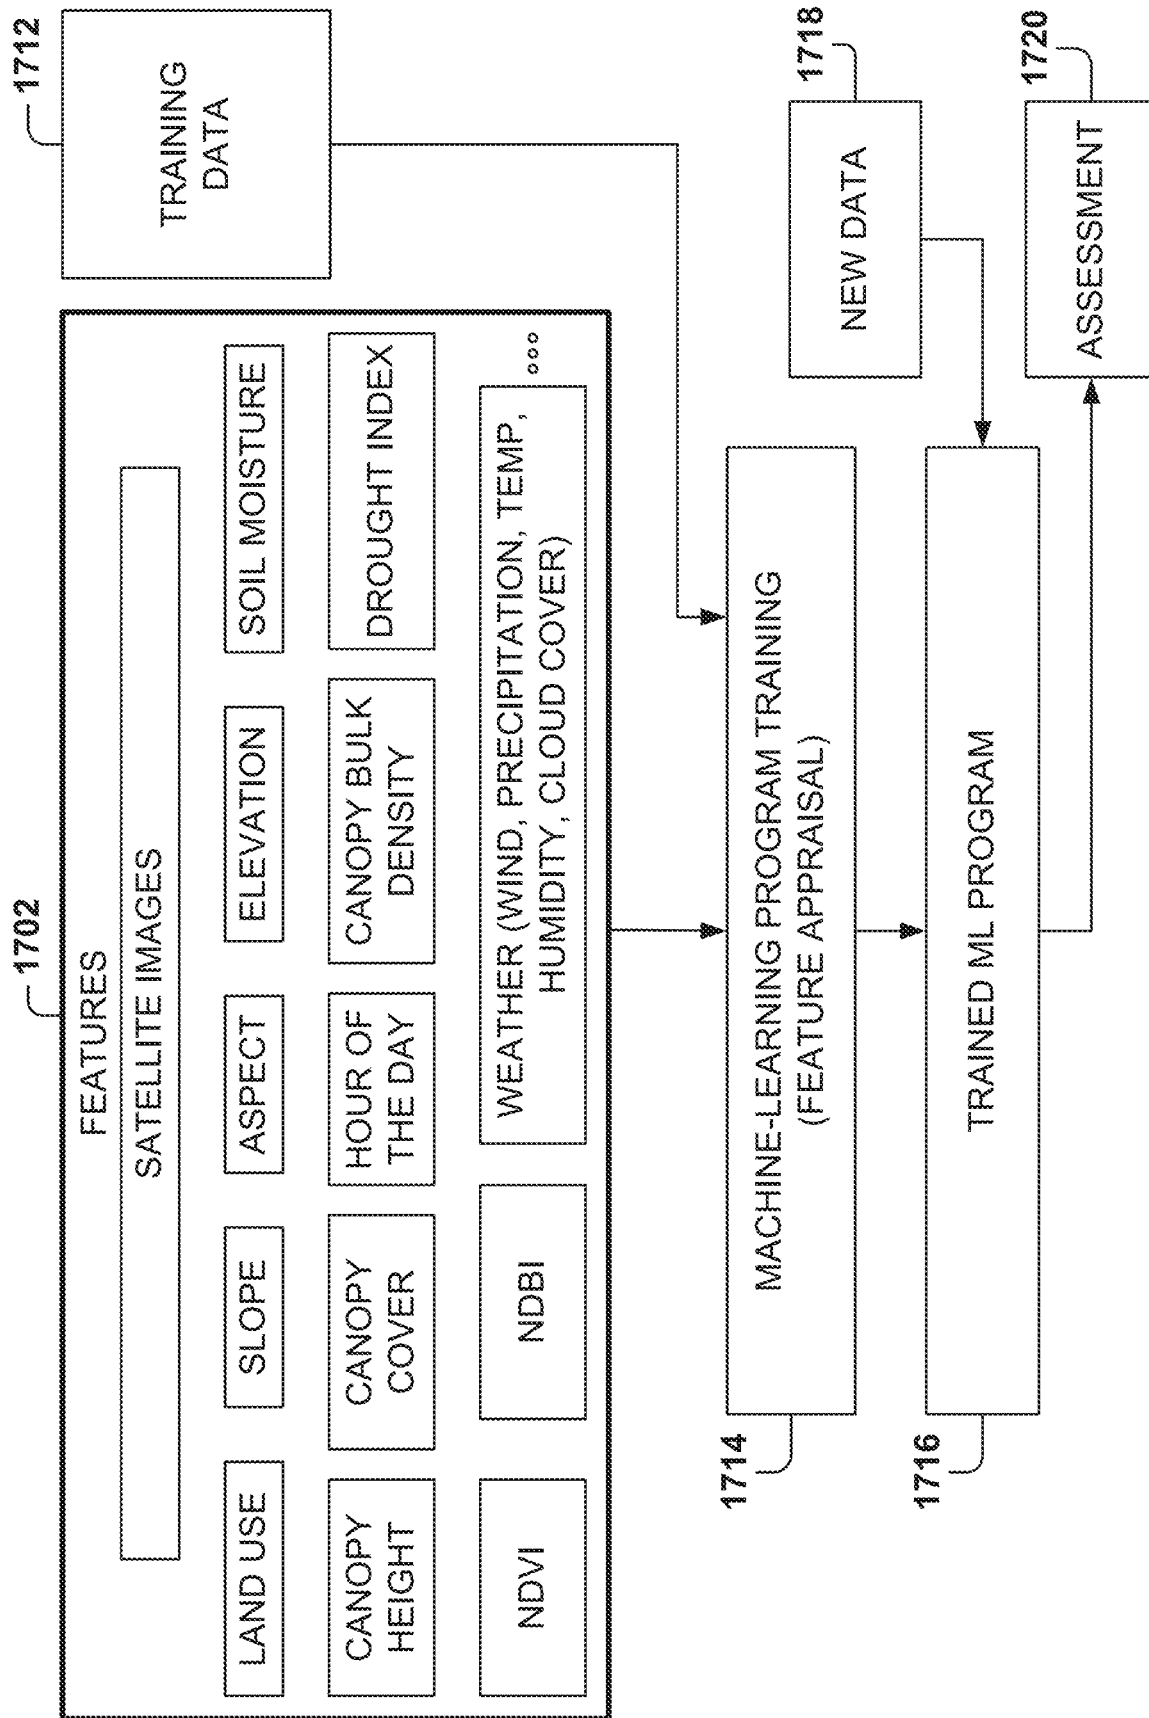 1702
FEATURES
SATELLITE IMAGES
LAND USE
SLOPE
ASPECT
ELEVATION
SOIL MOISTURE
CANOPY
HEIGHT
CANOPY
COVER
HOUR OF
THE DAY
CANOPY BULK
DENSITY
DROUGHT INDEX
NDVI
NDBI
WEATHER (WIND, PRECIPITATION, TEMP,
HUMIDITY, CLOUD COVER)
1712
TRAINING
DATA
1714
MACHINE-LEARNING PROGRAM TRAINING
(FEATURE APPRAISAL)
1718
NEW DATA
1716
TRAINED ML PROGRAM
1720
ASSESSMENT